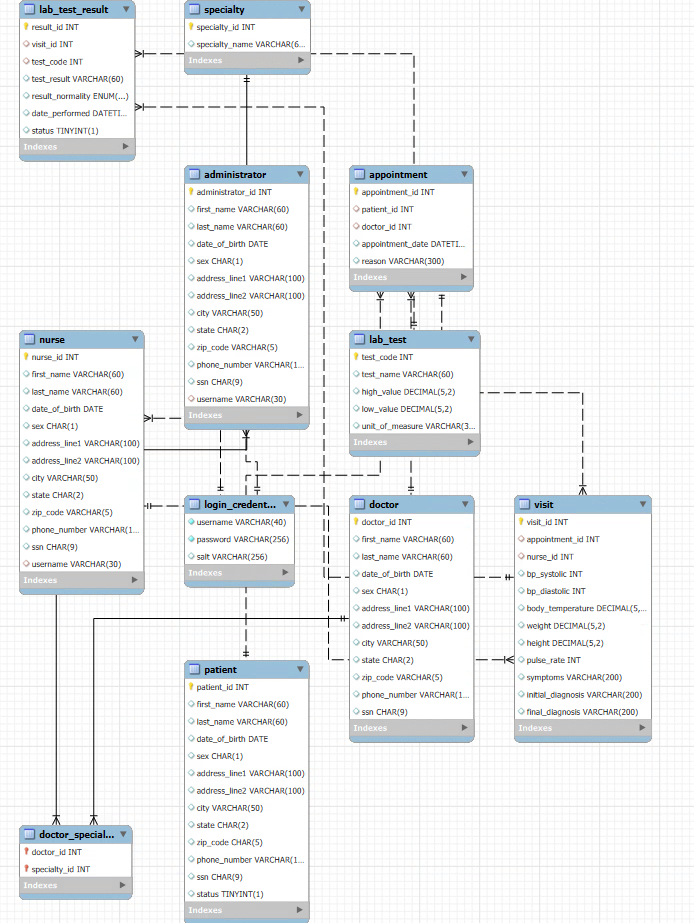 lab_test_result
result_id INT
visit_id INT
test_code INT
test_result VARCHAR(60)
result_normality ENUM(...)
date_performed DATETI...
status TINYINT(1)
Indexes
specialty
specialty_id INT
specialty_name VARCHAR(6...
Indexes
administrator
administrator_id INT
first_name VARCHAR(60)
last_name VARCHAR(60)
date_of_birth DATE
sex CHAR(1)
address_line1 VARCHAR(100)
address_line2 VARCHAR(100)
city VARCHAR(50)
state CHAR(2)
zip_code VARCHAR(5)
phone_number VARCHAR(1...
ssn CHAR(9)
username VARCHAR(30)
Indexes
appointment
appointment_id INT
patient_id INT
doctor_id INT
appointment_date DATETI...
reason VARCHAR(300)
Indexes
nurse
nurse_id INT
first_name VARCHAR(60)
last_name VARCHAR(60)
date_of_birth DATE
sex CHAR(1)
address_line1 VARCHAR(100)
address_line2 VARCHAR(100)
city VARCHAR(50)
state CHAR(2)
zip_code VARCHAR(5)
phone_number VARCHAR(1...
ssn CHAR(9)
username VARCHAR(30)
Indexes
lab_test
test_code INT
test_name VARCHAR(60)
high_value DECIMAL(5,2)
low_value DECIMAL(5,2)
unit_of_measure VARCHAR(3...
Indexes
login_credent...
username VARCHAR(40)
password VARCHAR(256)
salt VARCHAR(256)
Indexes
doctor
doctor_id INT
first_name VARCHAR(60)
last_name VARCHAR(60)
date_of_birth DATE
sex CHAR(1)
address_line1 VARCHAR(100)
address_line2 VARCHAR(100)
city VARCHAR(50)
state CHAR(2)
zip_code VARCHAR(5)
phone_number VARCHAR(1...
ssn CHAR(9)
Indexes
visit
visit_id INT
appointment_id INT
nurse_id INT
bp_systolic INT
bp_diastolic INT
body_temperature DECIMAL(5,...
weight DECIMAL(5,2)
height DECIMAL(5,2)
pulse_rate INT
symptoms VARCHAR(200)
initial_diagnosis VARCHAR(200)
final_diagnosis VARCHAR(200)
Indexes
patient
patient_id INT
first_name VARCHAR(60)
last_name VARCHAR(60)
date_of_birth DATE
sex CHAR(1)
address_line1 VARCHAR(100)
address_line2 VARCHAR(100)
city VARCHAR(50)
state CHAR(2)
zip_code CHAR(5)
phone_number VARCHAR(1...
ssn CHAR(9)
status TINYINT(1)
Indexes
doctor_special...
doctor_id INT
specialty_id INT
Indexes